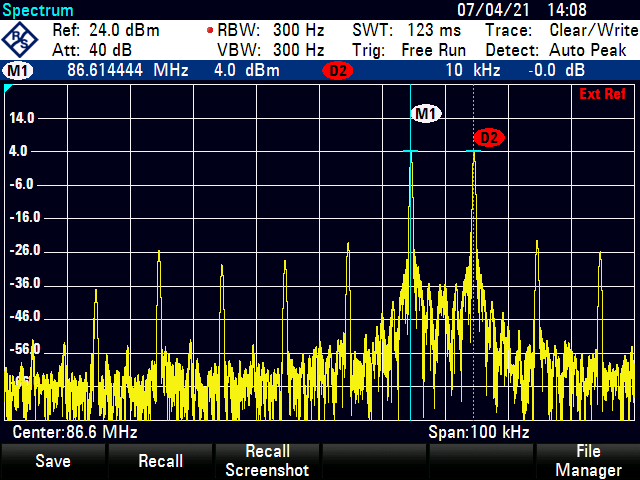 Spectrum 07/04/21 14:08
Ref: 24.0 dBm RBW: 300 Hz SWT: 123 ms Trace: Clear/Write
Att: 40 dB VBW: 300 Hz Trig: Free Run Detect: Auto Peak
M1 86.614444 MHz 4.0 dBm D2 10 kHz -0.0 dB
Ext Ref
14.0
M1
D2
4.0
-6.0
-16.0
-26.0
-36.0
-46.0
-56.0
Center:86.6 MHz Span:100 kHz
Save Recall Recall Screenshot File Manager